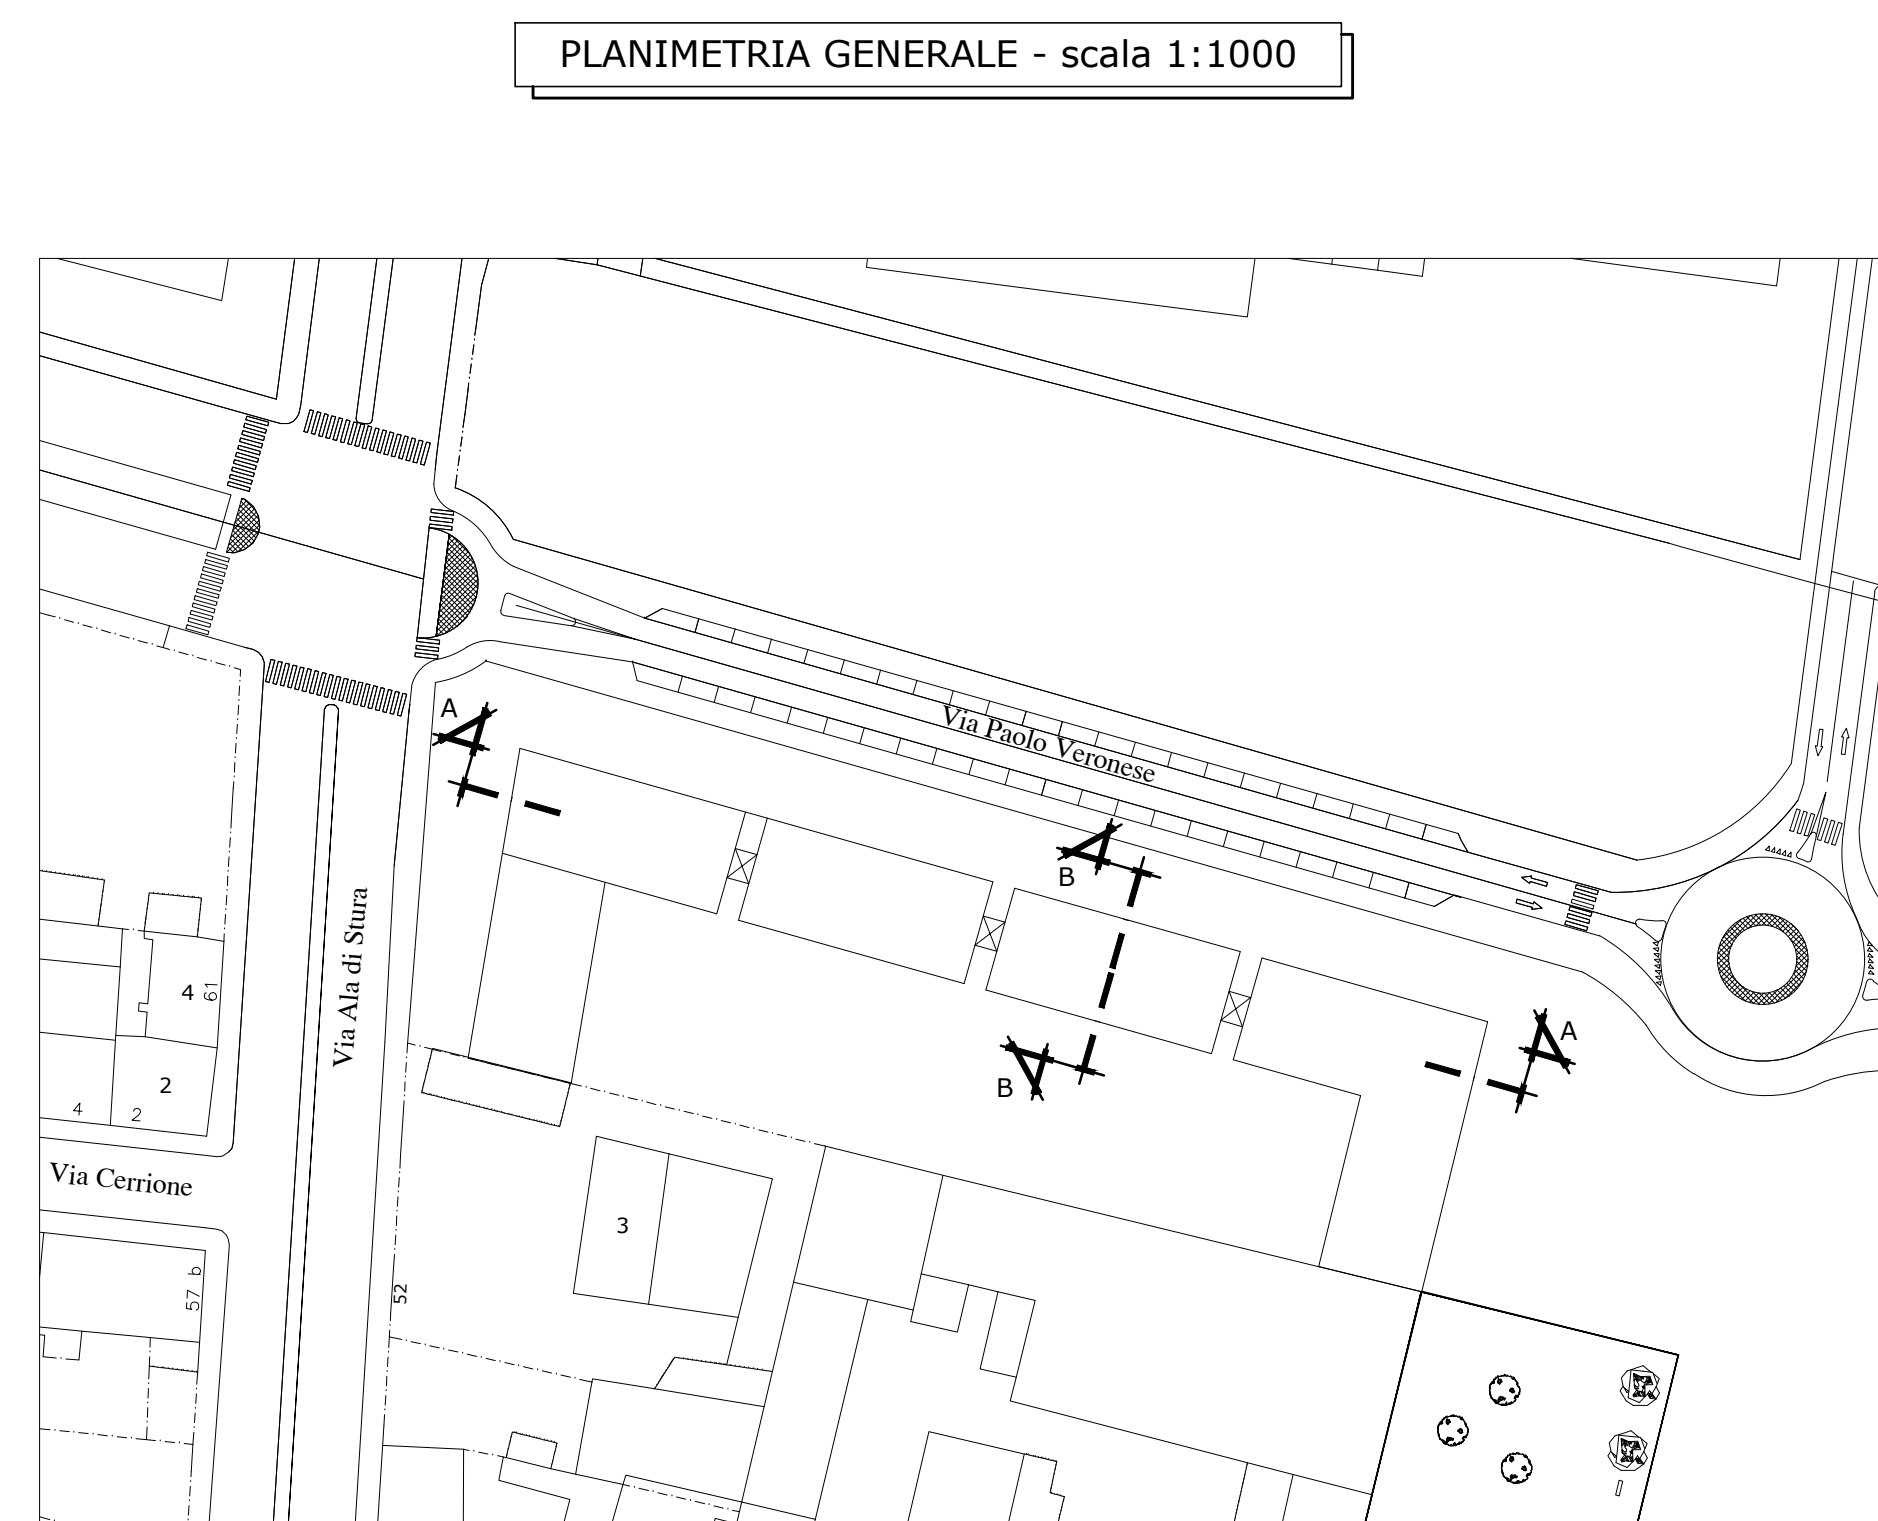 PLANIMETRIA GENERALE - scala 1:1000
A
Via Paolo Veronese
B
Via Ala di Stura
4
61
A
B
2
4
2
Via Cerrione
3
57 b
52